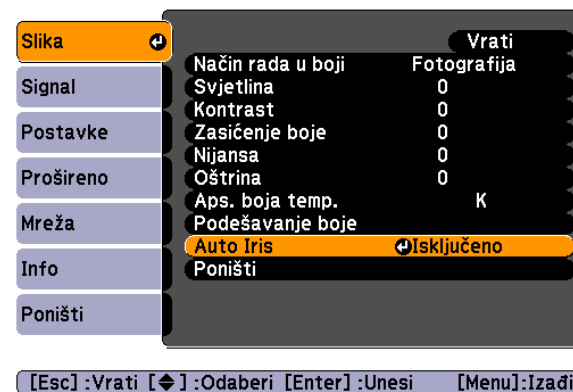 Slika
Signal
Postavke
Prošireno
Mreža
Info
Poništi
Vrati
Način rada u boji Fotografija
Svjetlina 0
Kontrast 0
Zasićenje boje 0
Nijansa 0
Oštrina 0
Aps. boja temp. K
Podešavanje boje
Auto Iris Isključeno
Poništi
[Esc] :Vrati [ ] :Odaberi [Enter] :Unesi [Menu]:Izađi